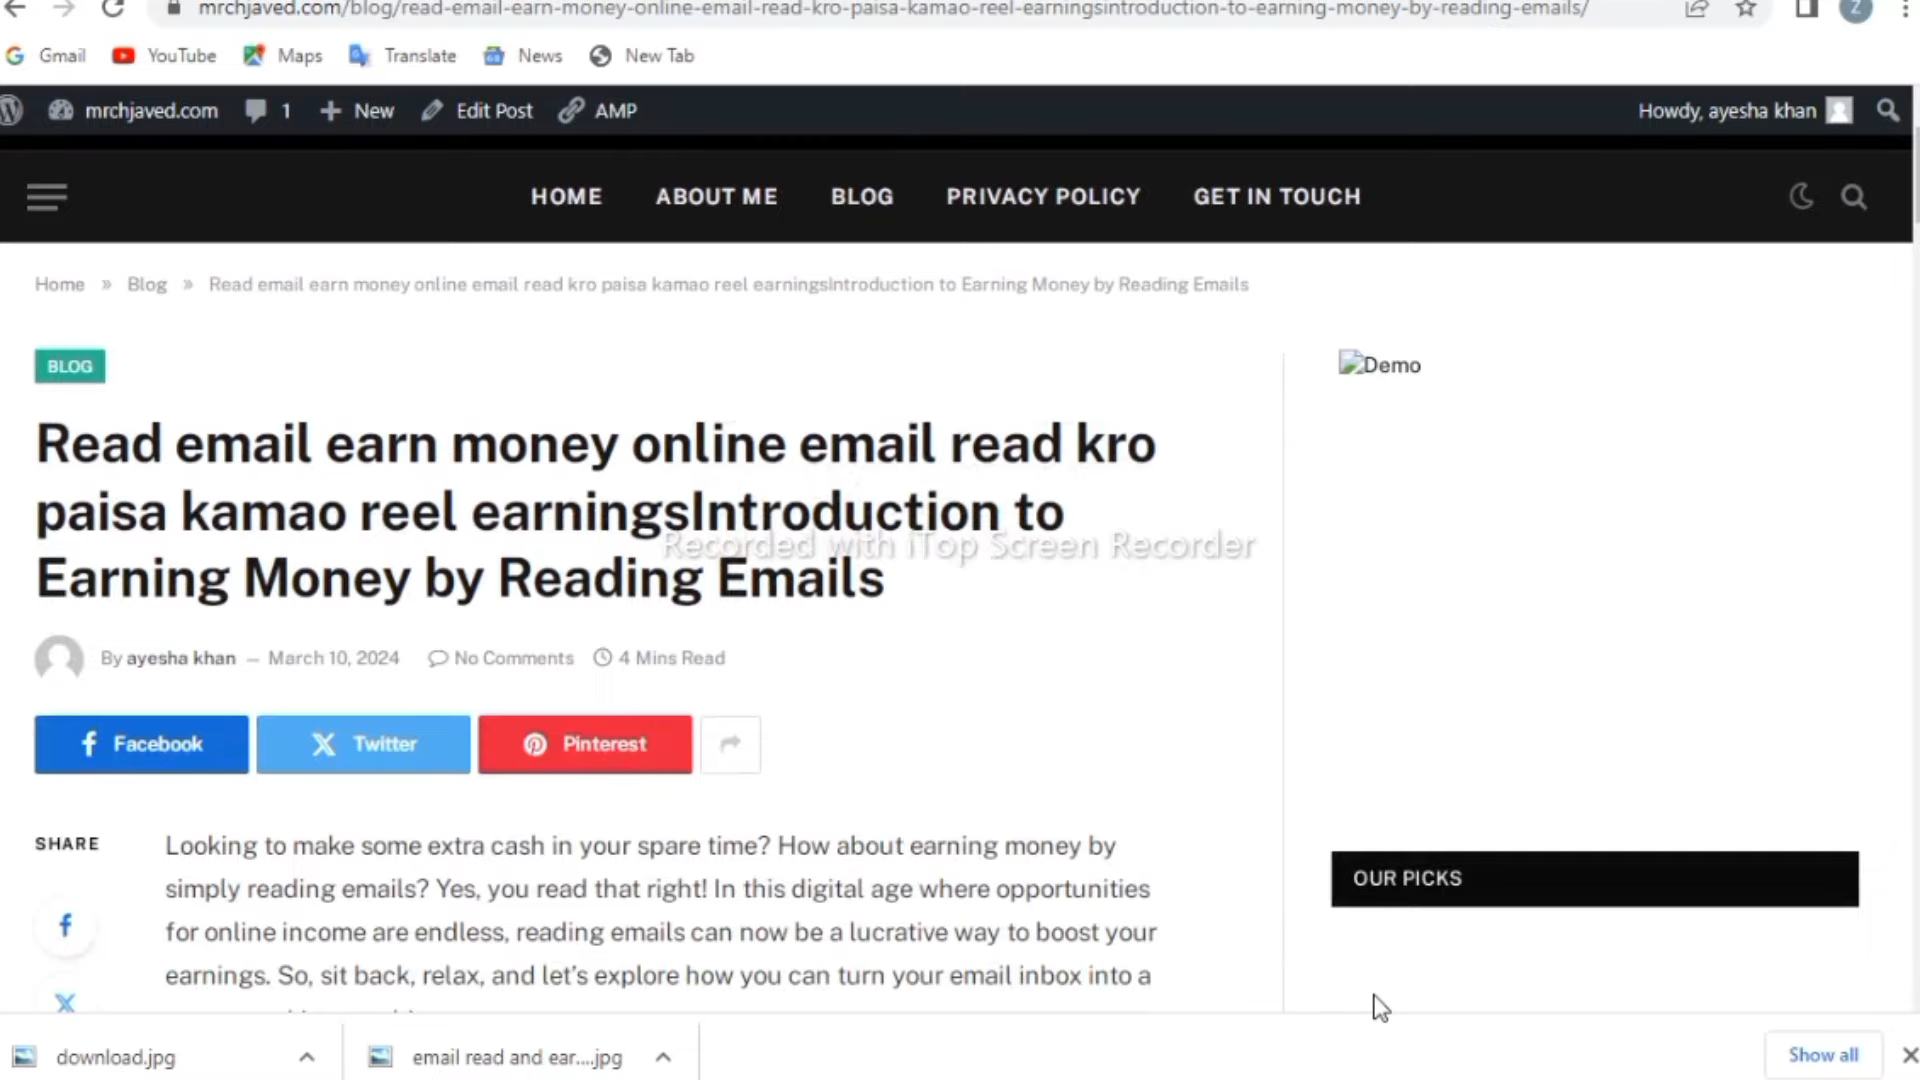 mrchjaved.com/blog/read-email-earn-money-online-email-read-kro-paisa-kamao-reel-earningsintroduction-to-earning-money-by-reading-emails/
Z
Gmail YouTube Maps Translate News New Tab
mrchjaved.com 1 New Edit Post AMP Howdy, ayesha khan
HOME ABOUT ME BLOG PRIVACY POLICY GET IN TOUCH
Home » Blog » Read email earn money online email read kro paisa kamao reel earningsIntroduction to Earning Money by Reading Emails
BLOG
Demo
Read email earn money online email read kro
paisa kamao reel earningsIntroduction to
Earning Money by Reading Emails
Recorded with iTop Screen Recorder
By ayesha khan — March 10, 2024 No Comments 4 Mins Read
Facebook Twitter Pinterest
SHARE
Looking to make some extra cash in your spare time? How about earning money by
simply reading emails? Yes, you read that right! In this digital age where opportunities
for online income are endless, reading emails can now be a lucrative way to boost your
earnings. So, sit back, relax, and let's explore how you can turn your email inbox into a
OUR PICKS
download.jpg email read and ear....jpg Show all